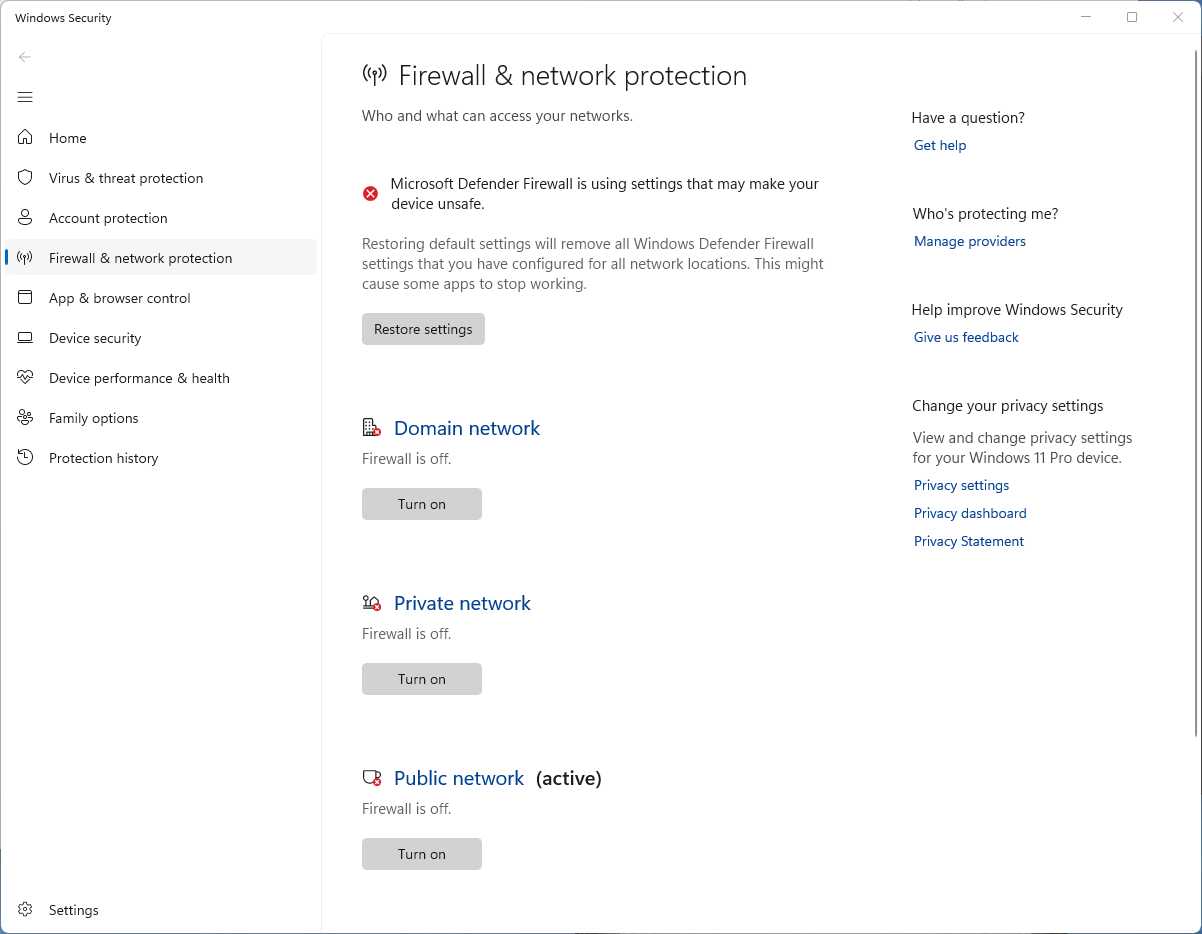 Windows Security
Home
Virus & threat protection
Account protection
Firewall & network protection
App & browser control
Device security
Device performance & health
Family options
Protection history
Settings
Firewall & network protection
Who and what can access your networks.
Microsoft Defender Firewall is using settings that may make your
device unsafe.
Restoring default settings will remove all Windows Defender Firewall
settings that you have configured for all network locations. This might
cause some apps to stop working.
Restore settings
Domain network
Firewall is off.
Turn on
Private network
Firewall is off.
Turn on
Public network (active)
Firewall is off.
Turn on
Have a question?
Get help
Who's protecting me?
Manage providers
Help improve Windows Security
Give us feedback
Change your privacy settings
View and change privacy settings
for your Windows 11 Pro device.
Privacy settings
Privacy dashboard
Privacy Statement